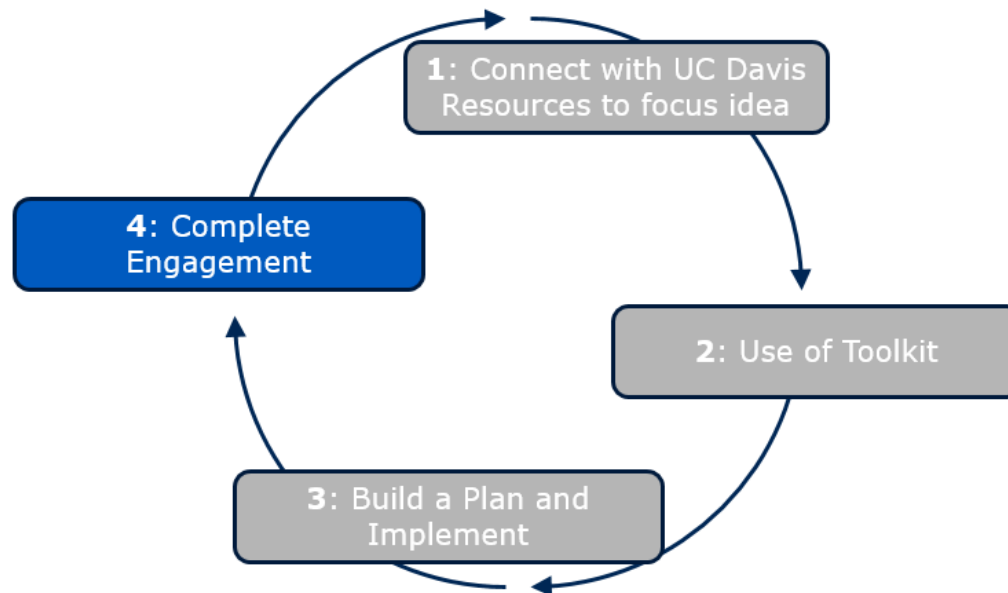 1: Connect with UC Davis
Resources to focus idea
2: Use of Toolkit
3: Build a Plan and
Implement
4: Complete
Engagement